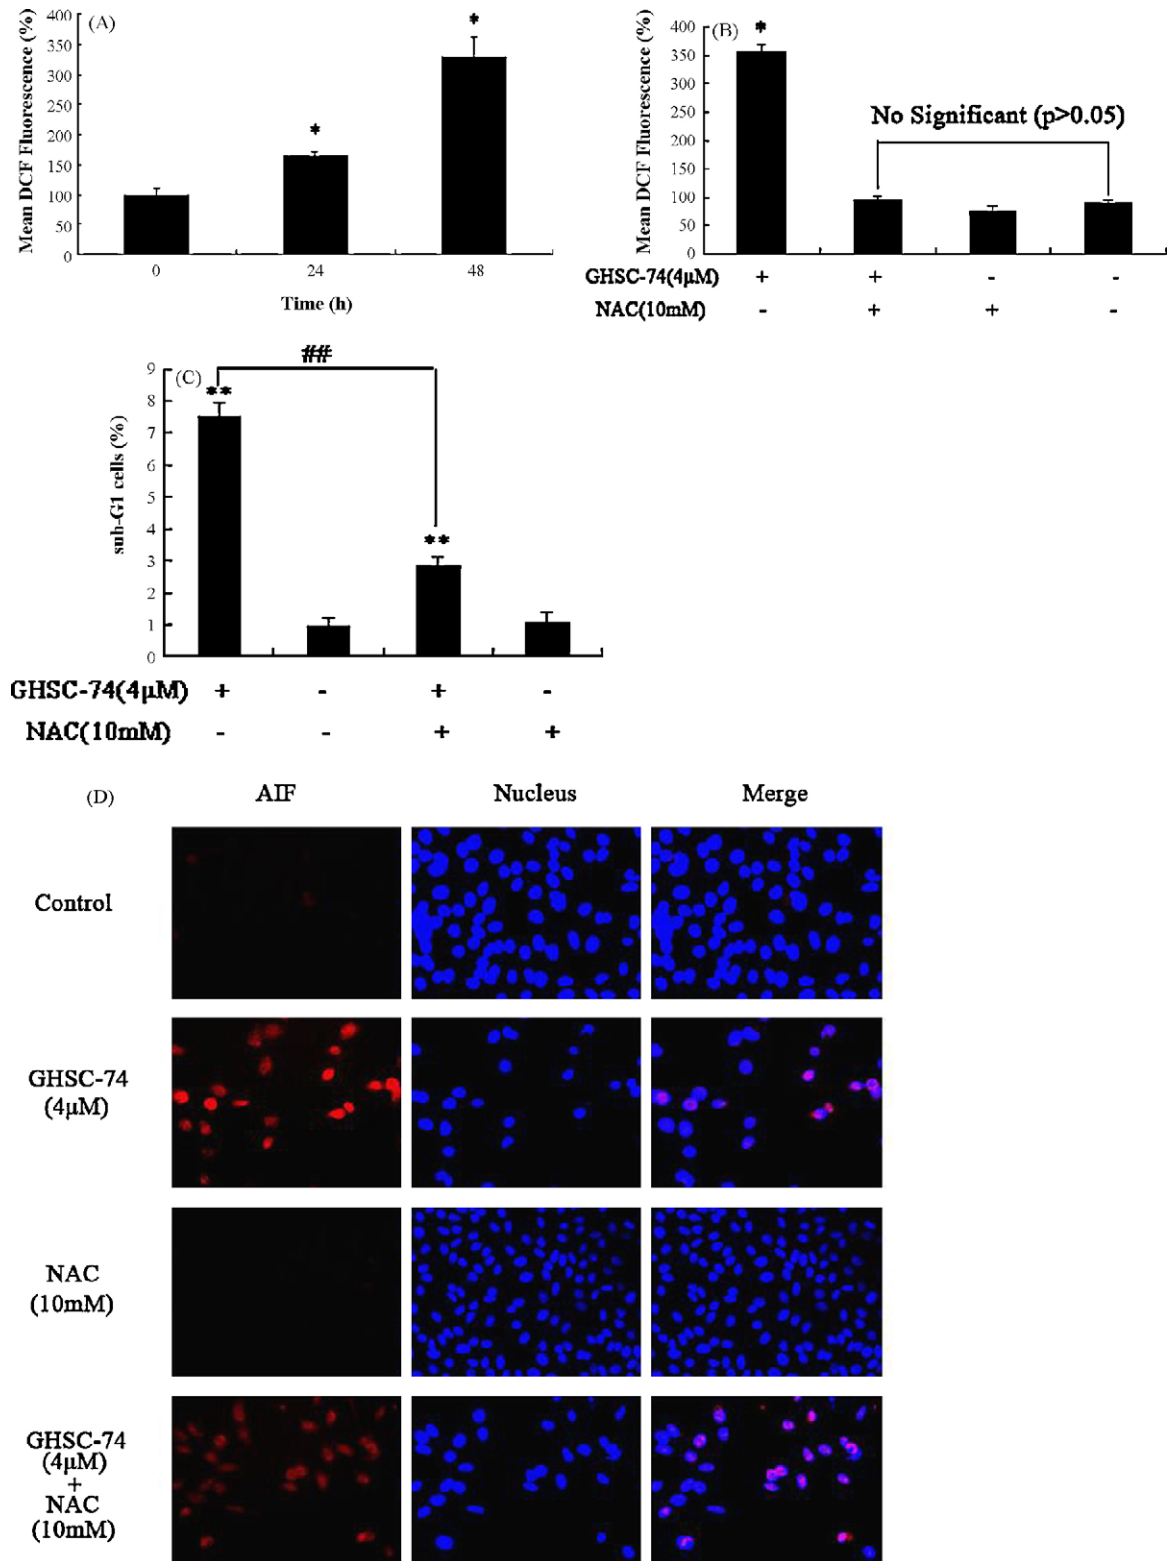 (A)
Mean DCF Fluorescence (%)
400
350
300
250
200
150
100
50
0
*
*
0 24 48
Time (h)
(B)
Mean DCF Fluorescence (%)
400
350
300
250
200
150
100
50
0
*
No Significant (p>0.05)
GHSC-74(4μM) + + - -
NAC(10mM) - + + -
(C)
sub-G1 cells (%)
9
8
7
6
5
4
3
2
1
0
##
**
**
GHSC-74(4μM) + - + -
NAC(10mM) - - + +
(D) AIF Nucleus Merge
Control
GHSC-74
(4μM)
NAC
(10mM)
GHSC-74
(4μM)
+
NAC
(10mM)